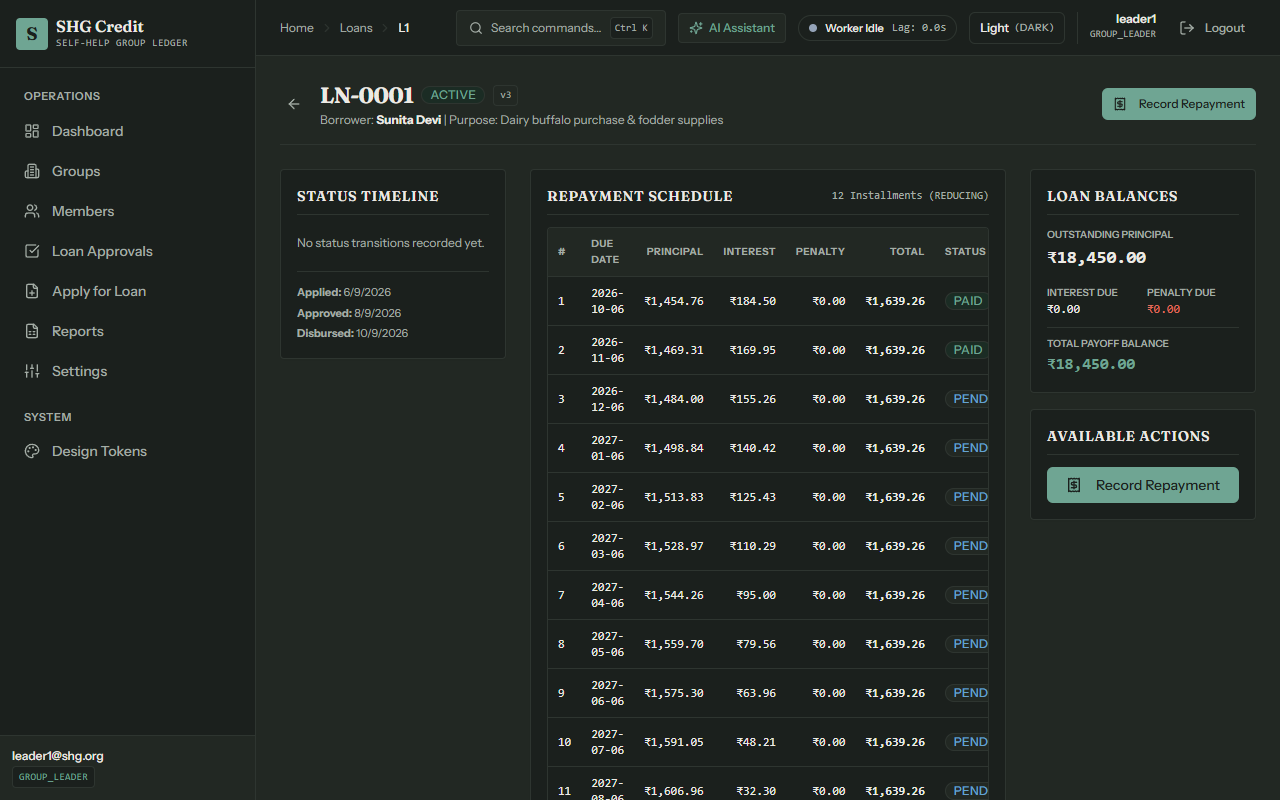 S
SHG Credit
SELF-HELP GROUP LEDGER
OPERATIONS
Dashboard
Groups
Members
Loan Approvals
Apply for Loan
Reports
Settings
SYSTEM
Design Tokens
leader1@shg.org
GROUP_LEADER
Home
Loans
L1
Search commands...
Ctrl K
AI Assistant
Worker Idle
Lag: 0.0s
Light (DARK)
leader1
GROUP_LEADER
Logout
LN-0001
ACTIVE
v3
Borrower: Sunita Devi | Purpose: Dairy buffalo purchase & fodder supplies
Record Repayment
STATUS TIMELINE
No status transitions recorded yet.
Applied: 6/9/2026
Approved: 8/9/2026
Disbursed: 10/9/2026
REPAYMENT SCHEDULE
12 Installments (REDUCING)
# DUE DATE PRINCIPAL INTEREST PENALTY TOTAL STATUS
1 2026-10-06 ₹1,454.76 ₹184.50 ₹0.00 ₹1,639.26 PAID
2 2026-11-06 ₹1,469.31 ₹169.95 ₹0.00 ₹1,639.26 PAID
3 2026-12-06 ₹1,484.00 ₹155.26 ₹0.00 ₹1,639.26 PEND
4 2027-01-06 ₹1,498.84 ₹140.42 ₹0.00 ₹1,639.26 PEND
5 2027-02-06 ₹1,513.83 ₹125.43 ₹0.00 ₹1,639.26 PEND
6 2027-03-06 ₹1,528.97 ₹110.29 ₹0.00 ₹1,639.26 PEND
7 2027-04-06 ₹1,544.26 ₹95.00 ₹0.00 ₹1,639.26 PEND
8 2027-05-06 ₹1,559.70 ₹79.56 ₹0.00 ₹1,639.26 PEND
9 2027-06-06 ₹1,575.30 ₹63.96 ₹0.00 ₹1,639.26 PEND
10 2027-07-06 ₹1,591.05 ₹48.21 ₹0.00 ₹1,639.26 PEND
11 2027-08-06 ₹1,606.96 ₹32.30 ₹0.00 ₹1,639.26 PEND
LOAN BALANCES
OUTSTANDING PRINCIPAL
₹18,450.00
INTEREST DUE PENALTY DUE
₹0.00 ₹0.00
TOTAL PAYOFF BALANCE
₹18,450.00
AVAILABLE ACTIONS
Record Repayment